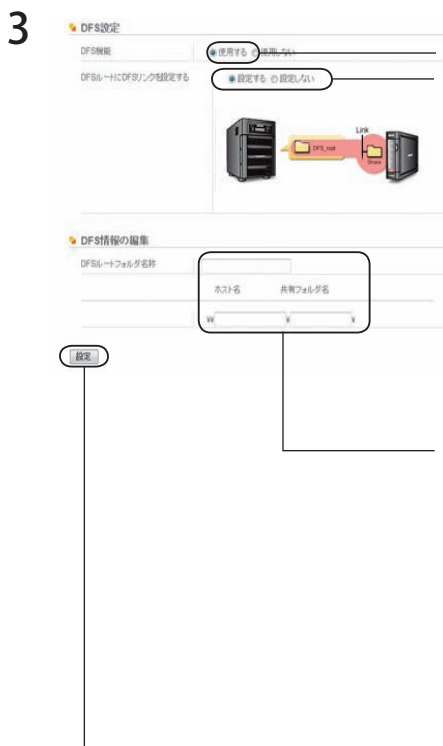 3
DFS設定
DFS機能 使用する 使用しない
DFSルートにDFSリンクを設定する 設定する 設定しない
Link
DFS_root
Share
DFS情報の編集
DFSルートフォルダ名称
ホスト名 共有フォルダ名
¥¥ ¥ ¥
設定